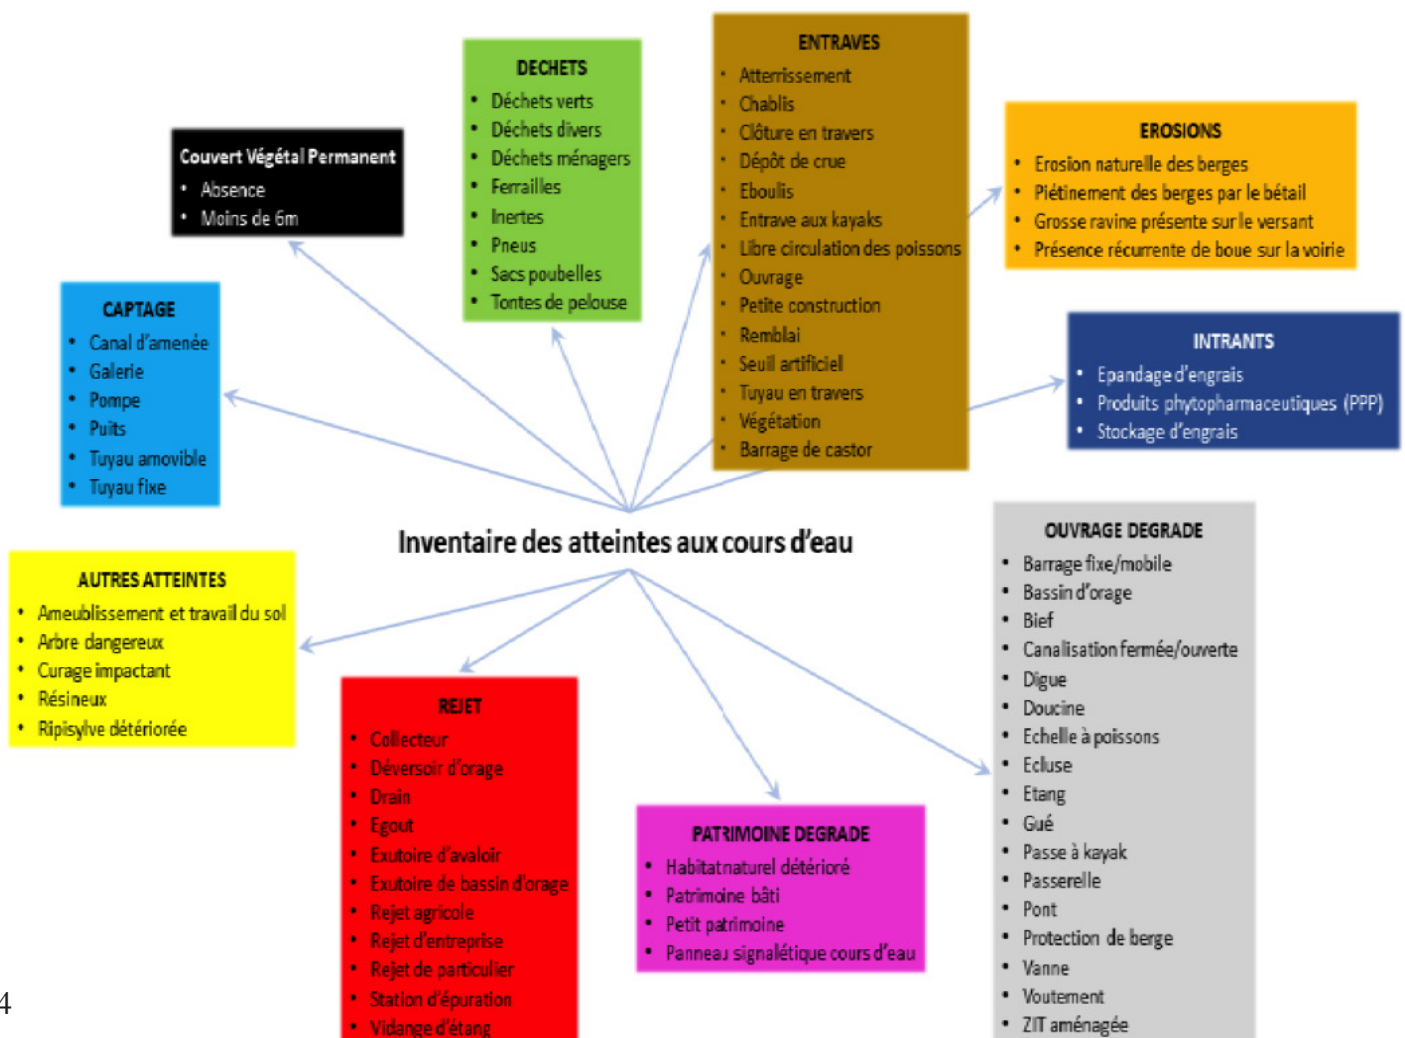 ENTRAVES
• Atterrissement
• Chablis
• Clôture en travers
• Dépôt de crue
• Eboulis
• Entrave aux kayaks
• Libre circulation des poissons
• Ouvrage
• Petite construction
• Remblai
• Seuil artificiel
• Tuyau en travers
• Végétation
• Barrage de castor
DECHETS
• Déchets verts
• Déchets divers
• Déchets ménagers
• Ferrailles
• Inertes
• Pneus
• Sacs poubelles
• Tontes de pelouse
EROSIONS
• Erosion naturelle des berges
• Piétinement des berges par le bétail
• Grosse ravine présente sur le versant
• Présence récurrente de boue sur la voirie
Couvert Végétal Permanent
• Absence
• Moins de 6m
CAPTAGE
• Canal d'amenée
• Galerie
• Pompe
• Puits
• Tuyau amovible
• Tuyau fixe
INTRANTS
• Epandage d'engrais
• Produits phytopharmaceutiques (PPP)
• Stockage d'engrais
Inventaire des atteintes aux cours d'eau
AUTRES ATTEINTES
• Ameublissement et travail du sol
• Arbre dangereux
• Curage impactant
• Résineux
• Ripisylve détériorée
REJET
• Collecteur
• Déversoir d'orage
• Drain
• Egout
• Exutoire d'avaloir
• Exutoire de bassin d'orage
• Rejet agricole
• Rejet d'entreprise
• Rejet de particulier
• Station d'épuration
• Vidange d'étang
PATRIMOINE DEGRADE
• Habitat naturel détérioré
• Patrimoine bâti
• Petit patrimoine
• Panneau signalétique cours d'eau
OUVRAGE DEGRADE
• Barrage fixe/mobile
• Bassin d'orage
• Bief
• Canalisation fermée/ouverte
• Digue
• Doucine
• Echelle à poissons
• Ecluse
• Etang
• Gué
• Passe à kayak
• Passerelle
• Pont
• Protection de berge
• Vanne
• Voutement
• ZIT aménagée
4